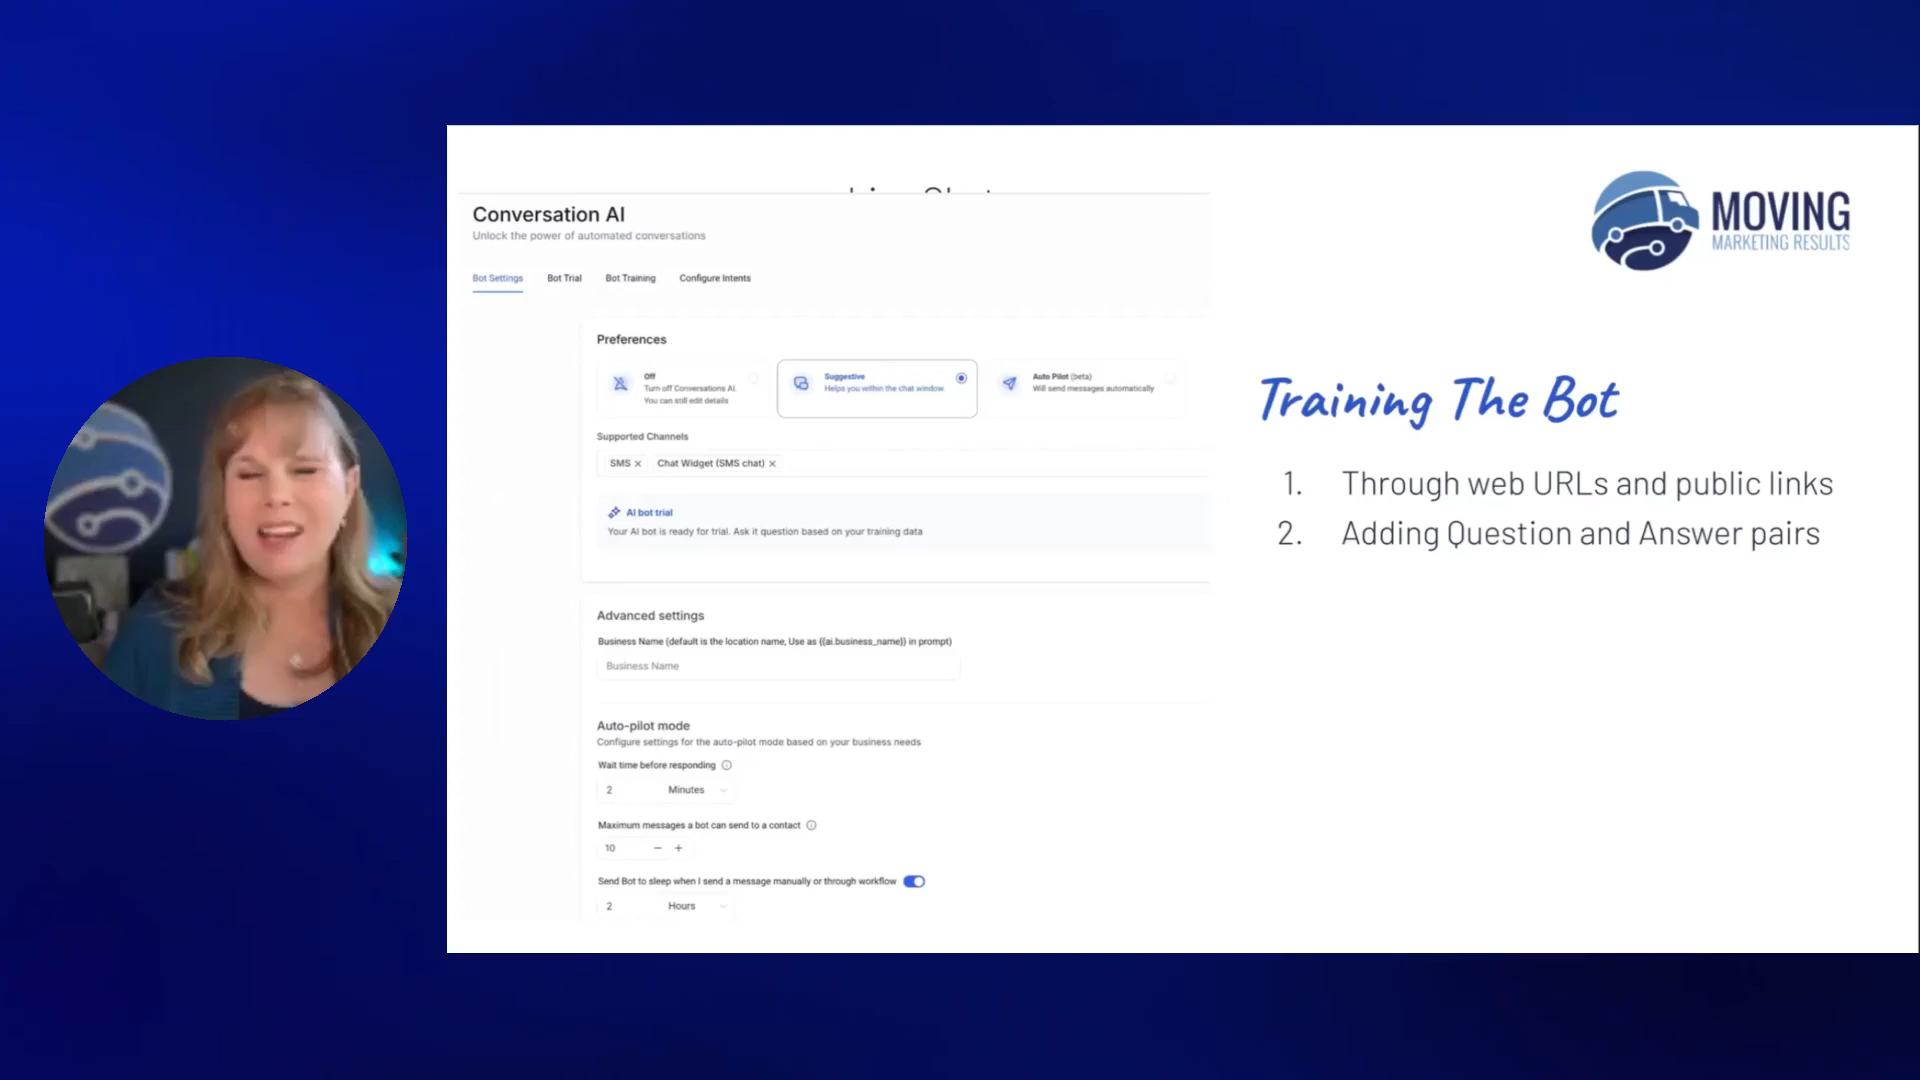 Conversation AI
Unlock the power of automated conversations
Bot Settings Bot Trial Bot Training Configure Intents
Preferences
Off
Turn off Conversations AI.
You can still edit details
Suggestive
Helps you within the chat window.
Auto Pilot (beta)
Will send messages automatically
Supported Channels
SMS × Chat Widget (SMS chat) ×
AI bot trial
Your AI bot is ready for trial. Ask it question based on your training data
Advanced settings
Business Name (default is the location name, Use as {{ai.business_name}} in prompt)
Business Name
Auto-pilot mode
Configure settings for the auto-pilot mode based on your business needs
Wait time before responding
2 Minutes
Maximum messages a bot can send to a contact
10 − +
Send Bot to sleep when I send a message manually or through workflow
2 Hours
MOVING
MARKETING RESULTS
Training The Bot
1. Through web URLs and public links
2. Adding Question and Answer pairs